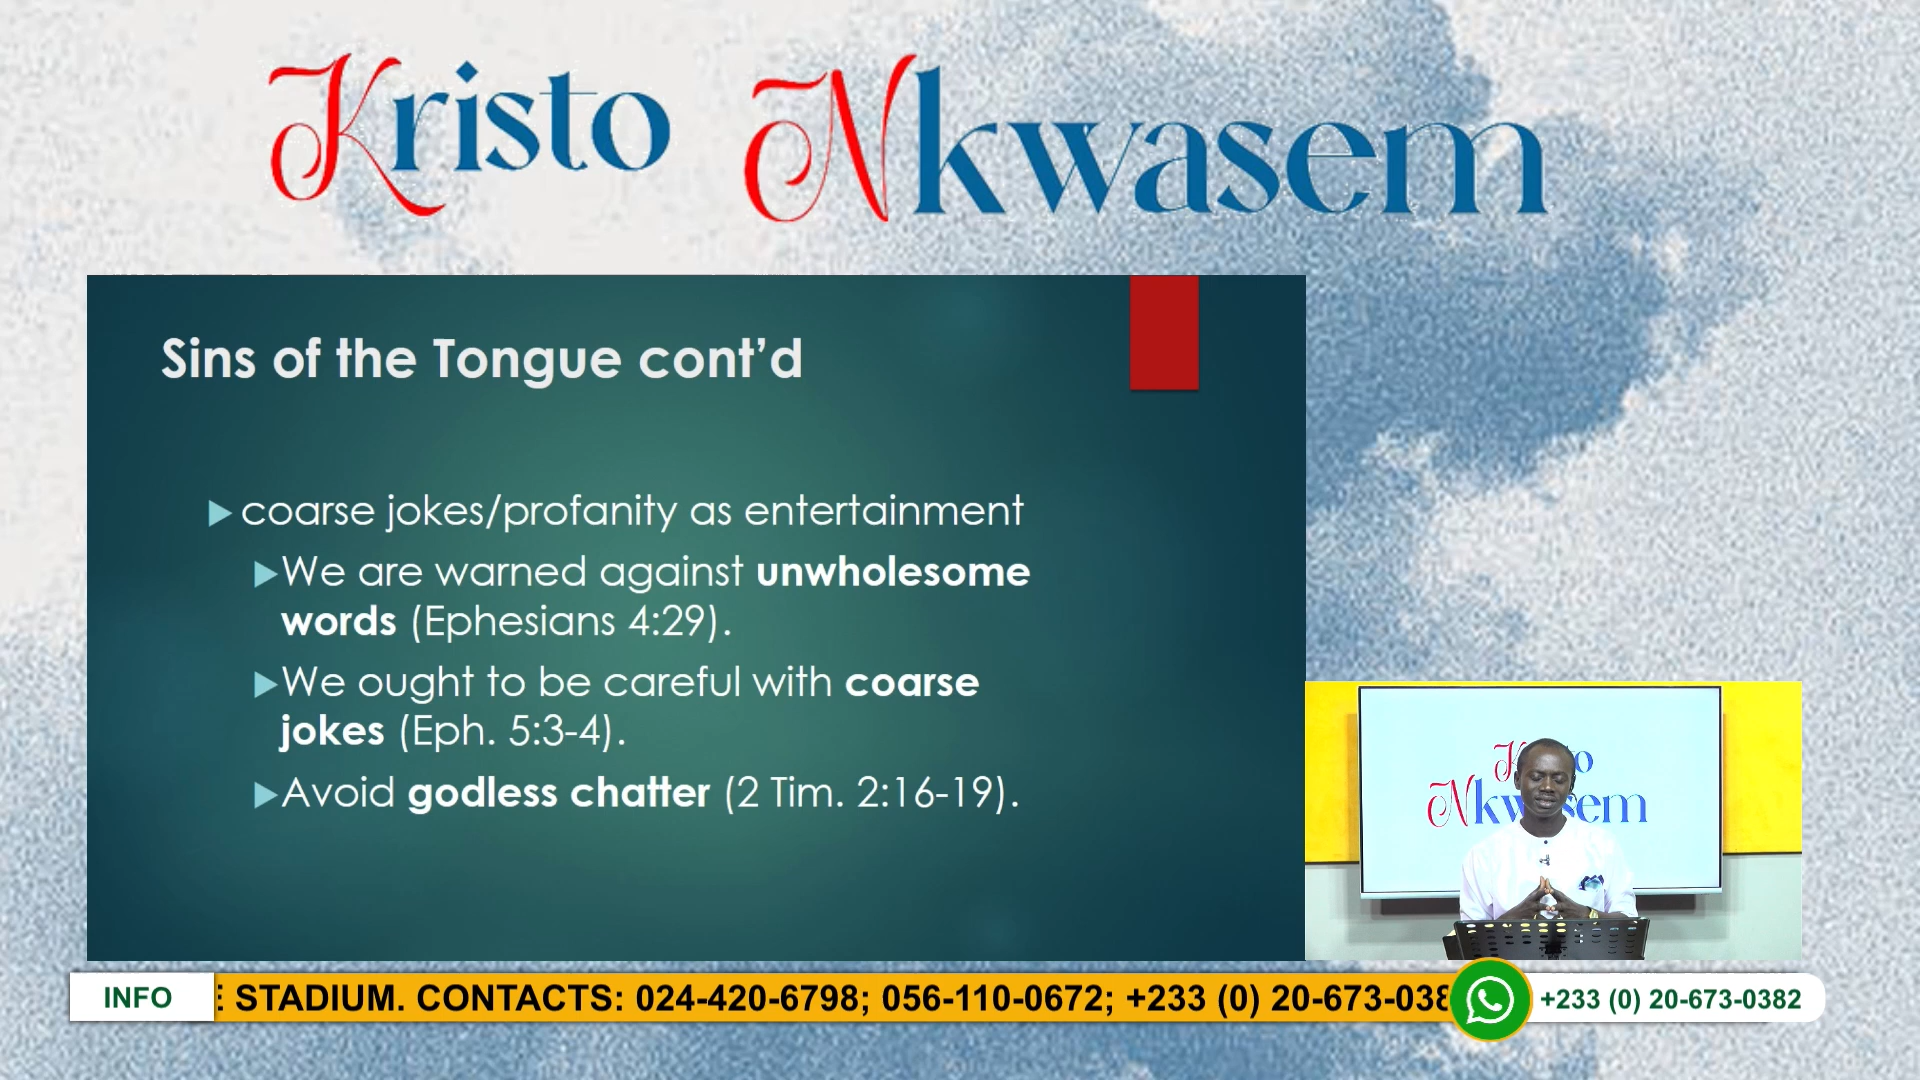 Kristo Nkwasem
Sins of the Tongue cont’d
coarse jokes/profanity as entertainment
We are warned against unwholesome
words (Ephesians 4:29).
We ought to be careful with coarse
jokes (Eph. 5:3-4).
Avoid godless chatter (2 Tim. 2:16-19).
INFO
STADIUM. CONTACTS: 024-420-6798; 056-110-0672; +233 (0) 20-673-038
+233 (0) 20-673-0382